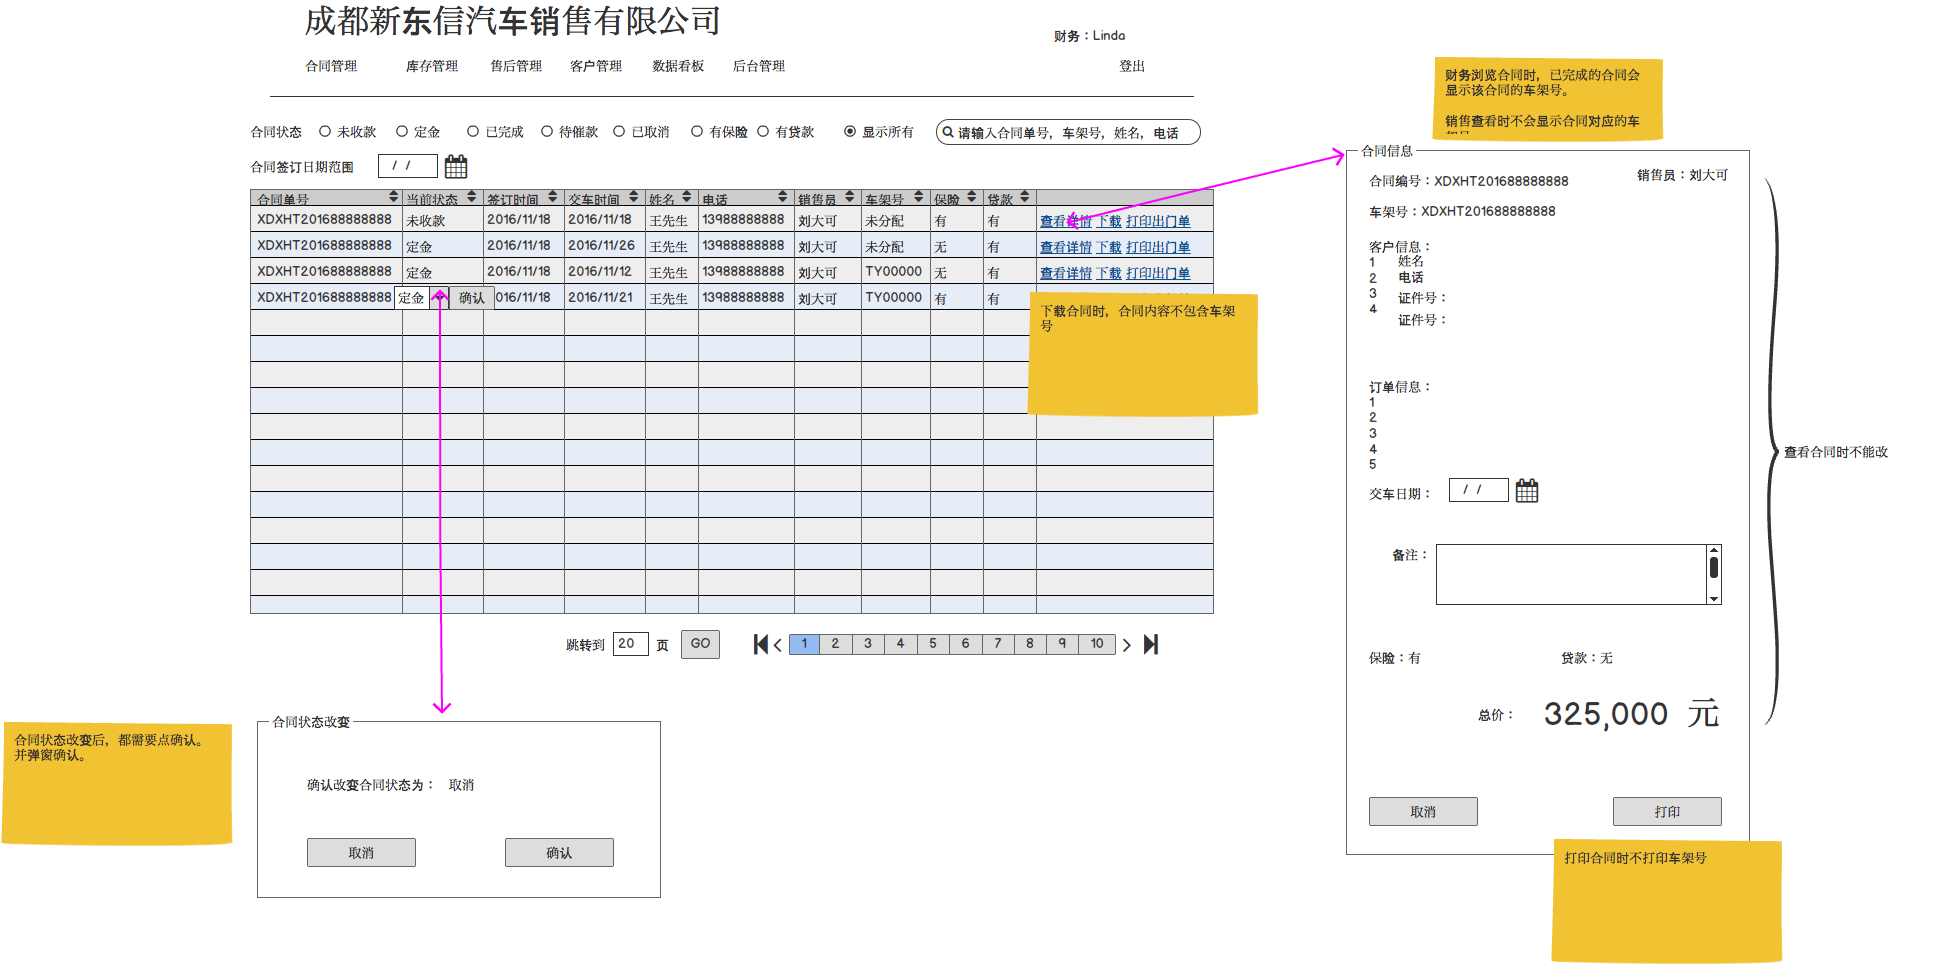 成都新东信汽车销售有限公司
财务：Linda
合同管理 库存管理 售后管理 客户管理 数据看板 后台管理 登出
合同状态 未收款 定金 已完成 待催款 已取消 有保险 有贷款 显示所有 请输入合同单号，车架号，姓名，电话
合同签订日期范围 / /
合同单号 当前状态 签订时间 交车时间 姓名 电话 销售员 车架号 保险 贷款
XDXHT201688888888 未收款 2016/11/18 2016/11/18 王先生 13988888888 刘大可 未分配 有 有 查看详情 下载 打印出门单
XDXHT201688888888 定金 2016/11/18 2016/11/26 王先生 13988888888 刘大可 未分配 无 有 查看详情 下载 打印出门单
XDXHT201688888888 定金 2016/11/18 2016/11/12 王先生 13988888888 刘大可 TY00000 无 有 查看详情 下载 打印出门单
XDXHT201688888888 定金 确认 016/11/18 2016/11/21 王先生 13988888888 刘大可 TY00000 有 有
下载合同时，合同内容不包含车架
号
跳转到 20 页 GO 1 2 3 4 5 6 7 8 9 10
合同状态改变后，都需要点确认。
并弹窗确认。
合同状态改变
确认改变合同状态为： 取消
取消 确认
财务浏览合同时，已完成的合同会
显示该合同的车架号。
销售查看时不会显示合同对应的车
合同信息
合同编号：XDXHT201688888888 销售员：刘大可
车架号：XDXHT201688888888
客户信息：
1 姓名
2 电话
3 证件号：
4 证件号：
订单信息：
1
2
3
4
5
交车日期： / /
备注：
保险：有 贷款：无
总价： 325,000 元
取消 打印
查看合同时不能改
打印合同时不打印车架号